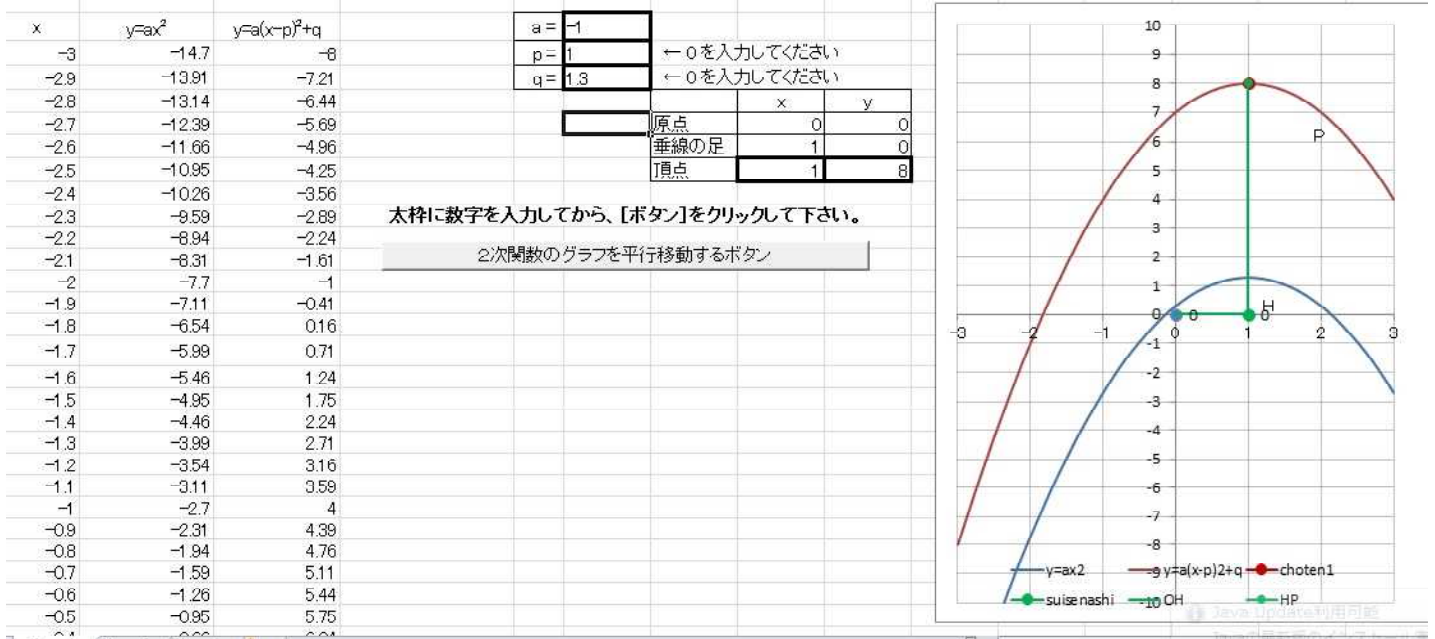 x y=ax² y=a(x-p)²+q
-3 -14.7 -8
-2.9 -13.91 -7.21
-2.8 -13.14 -6.44
-2.7 -12.39 -5.69
-2.6 -11.66 -4.96
-2.5 -10.95 -4.25
-2.4 -10.26 -3.56
-2.3 -9.59 -2.89
-2.2 -8.94 -2.24
-2.1 -8.31 -1.61
-2 -7.7 -1
-1.9 -7.11 -0.41
-1.8 -6.54 0.16
-1.7 -5.99 0.71
-1.6 -5.46 1.24
-1.5 -4.95 1.75
-1.4 -4.46 2.24
-1.3 -3.99 2.71
-1.2 -3.54 3.16
-1.1 -3.11 3.59
-1 -2.7 4
-0.9 -2.31 4.39
-0.8 -1.94 4.76
-0.7 -1.59 5.11
-0.6 -1.26 5.44
-0.5 -0.95 5.75
a = -1
p = 1 ←0を入力してください
q = 1.3 ←0を入力してください
x y
原点 0 0
垂線の足 1 0
頂点 1 8
太枠に数字を入力してから、[ボタン]をクリックして下さい。
2次関数のグラフを平行移動するボタン
10
9
8
7
6
5
4
3
2
1
0
-1
-2
-3
-4
-5
-6
-7
-8
-9
-10
-3 -2 -1 0 1 2 3
P
H
0 0
y=ax2 y=a(x-p)2+q choten1
suisenashi OH HP
Java Update利用可能